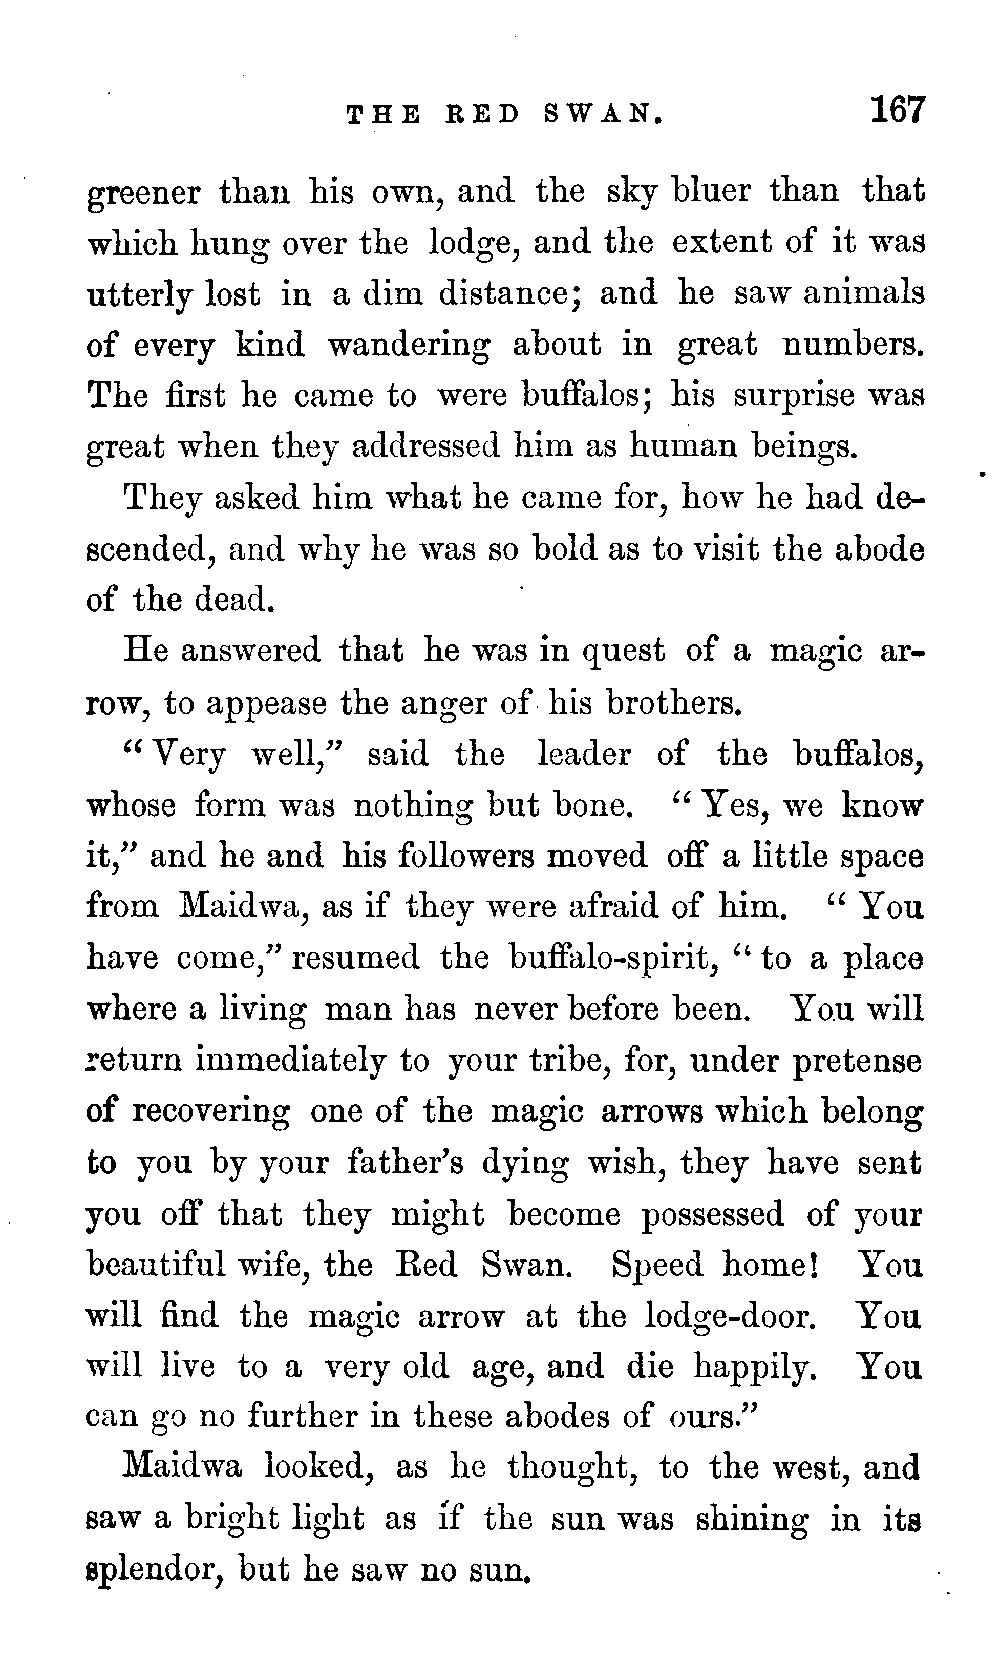 THE RED SWAN. 167
greener than his own, and the sky bluer than that
which hung over the lodge, and the extent of it was
utterly lost in a dim distance; and he saw animals
of every kind wandering about in great numbers.
The first he came to were buffalos; his surprise was
great when they addressed him as human beings.
They asked him what he came for, how he had de-
scended, and why he was so bold as to visit the abode
of the dead.
He answered that he was in quest of a magic ar-
row, to appease the anger of his brothers.
“Very well,” said the leader of the buffalos,
whose form was nothing but bone. “Yes, we know
it,” and he and his followers moved off a little space
from Maidwa, as if they were afraid of him. “You
have come,” resumed the buffalo-spirit, “to a place
where a living man has never before been. You will
return immediately to your tribe, for, under pretense
of recovering one of the magic arrows which belong
to you by your father's dying wish, they have sent
you off that they might become possessed of your
beautiful wife, the Red Swan. Speed home! You
will find the magic arrow at the lodge-door. You
will live to a very old age, and die happily. You
can go no further in these abodes of ours.”
Maidwa looked, as he thought, to the west, and
saw a bright light as if the sun was shining in its
splendor, but he saw no sun.